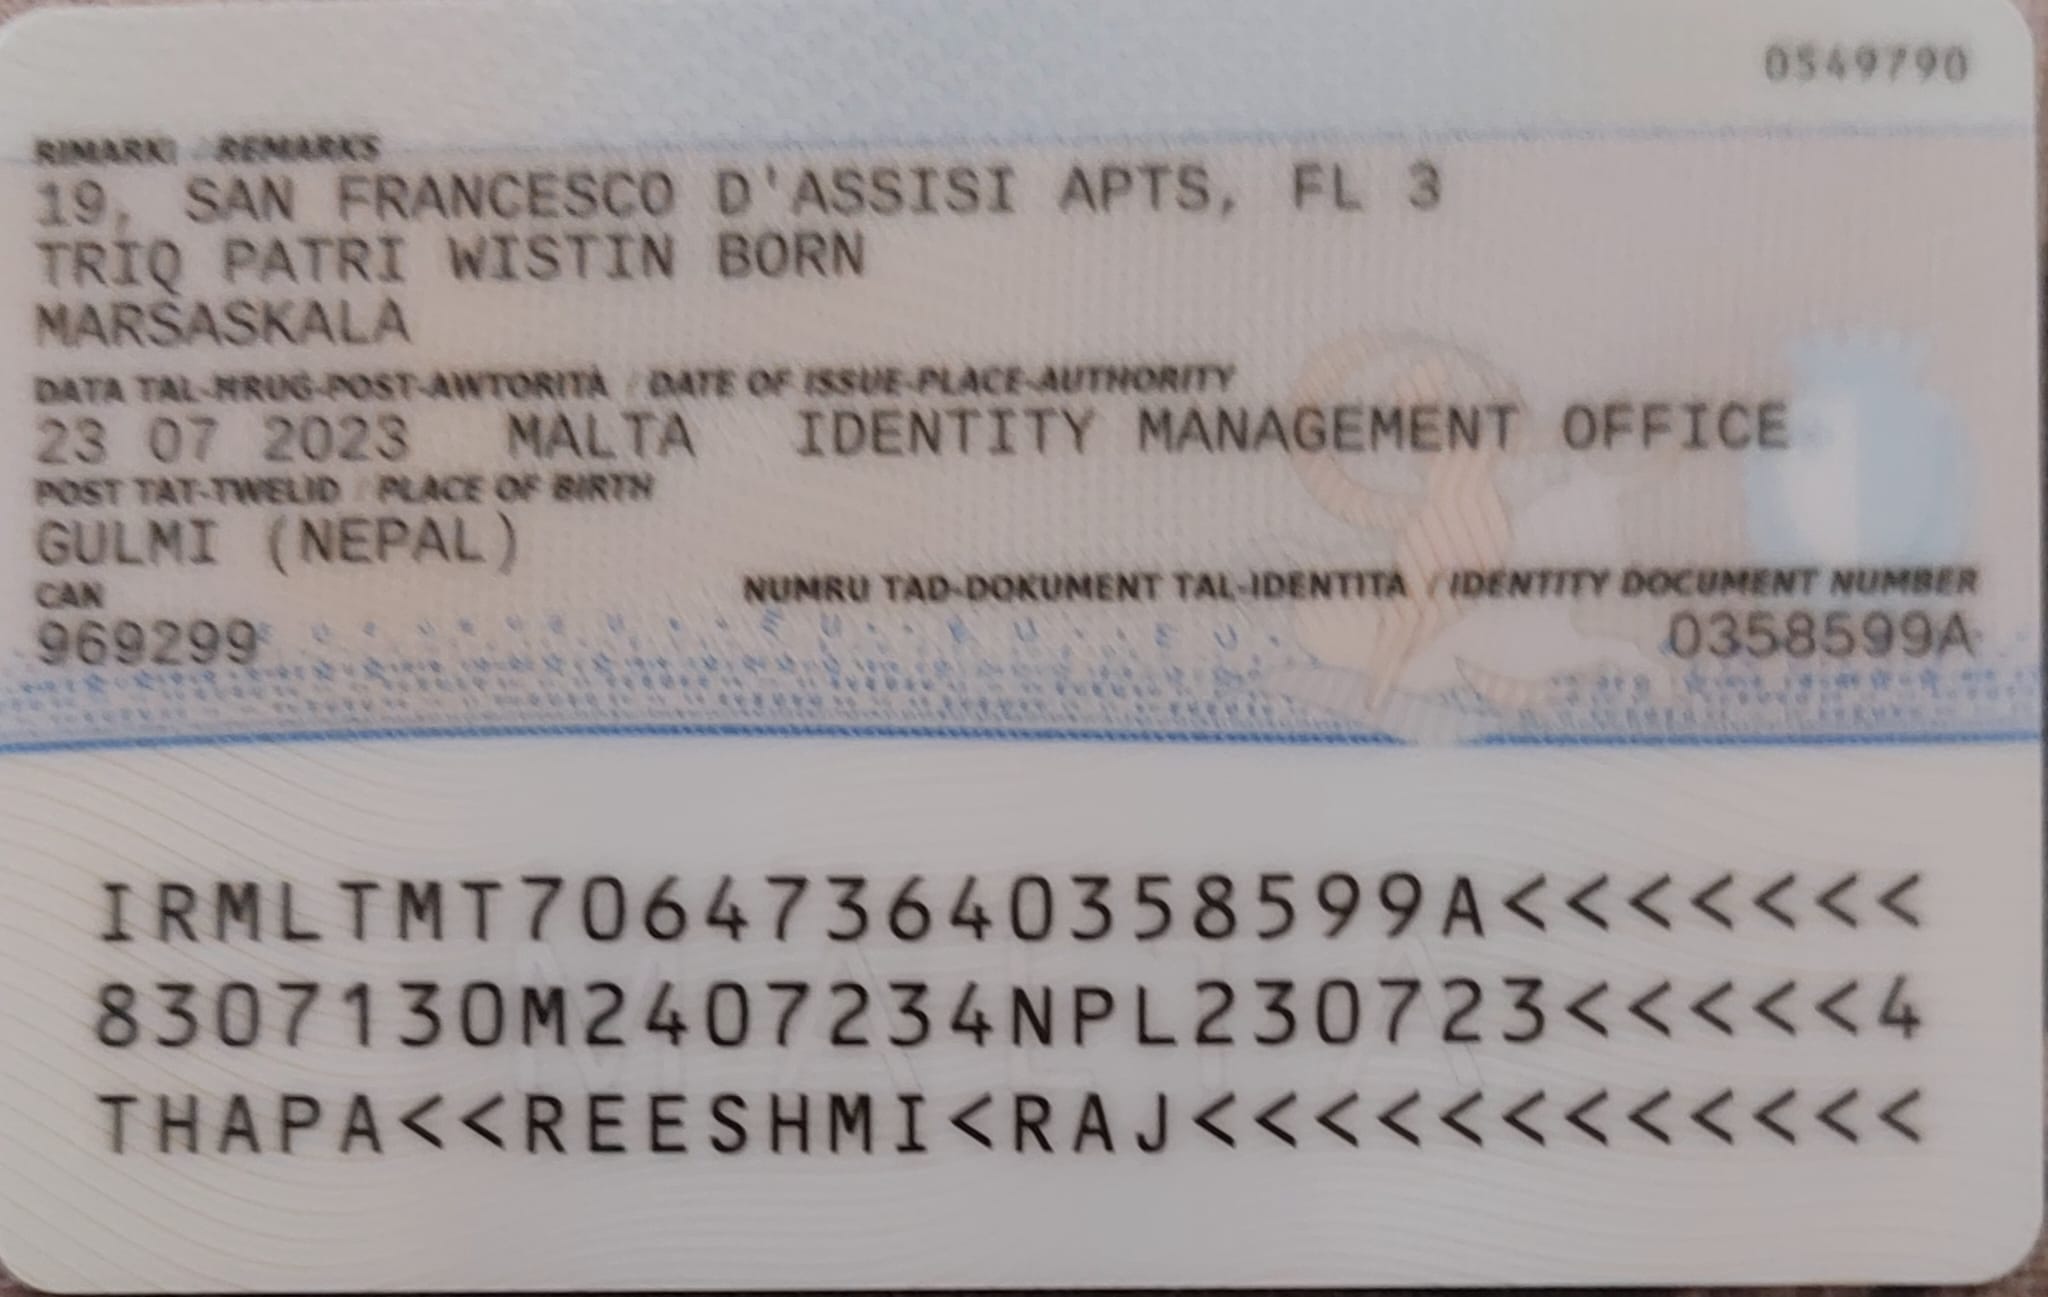 0549790
RIMARKI / REMARKS
19, SAN FRANCESCO D'ASSISI APTS, FL 3
TRIQ PATRI WISTIN BORN
MARSASKALA
DATA TAL-ĦRUG-POST-AWTORITÀ / DATE OF ISSUE-PLACE-AUTHORITY
23 07 2023 MALTA IDENTITY MANAGEMENT OFFICE
POST TAT-TWELID / PLACE OF BIRTH
GULMI (NEPAL)
CAN
969299
NUMRU TAD-DOKUMENT TAL-IDENTITÀ / IDENTITY DOCUMENT NUMBER
0358599A
IRMLTMT706473640358599A<<<<<<<
8307130M2407234NPL230723<<<<<4
THAPA<<REESHMI<RAJ<<<<<<<<<<<<